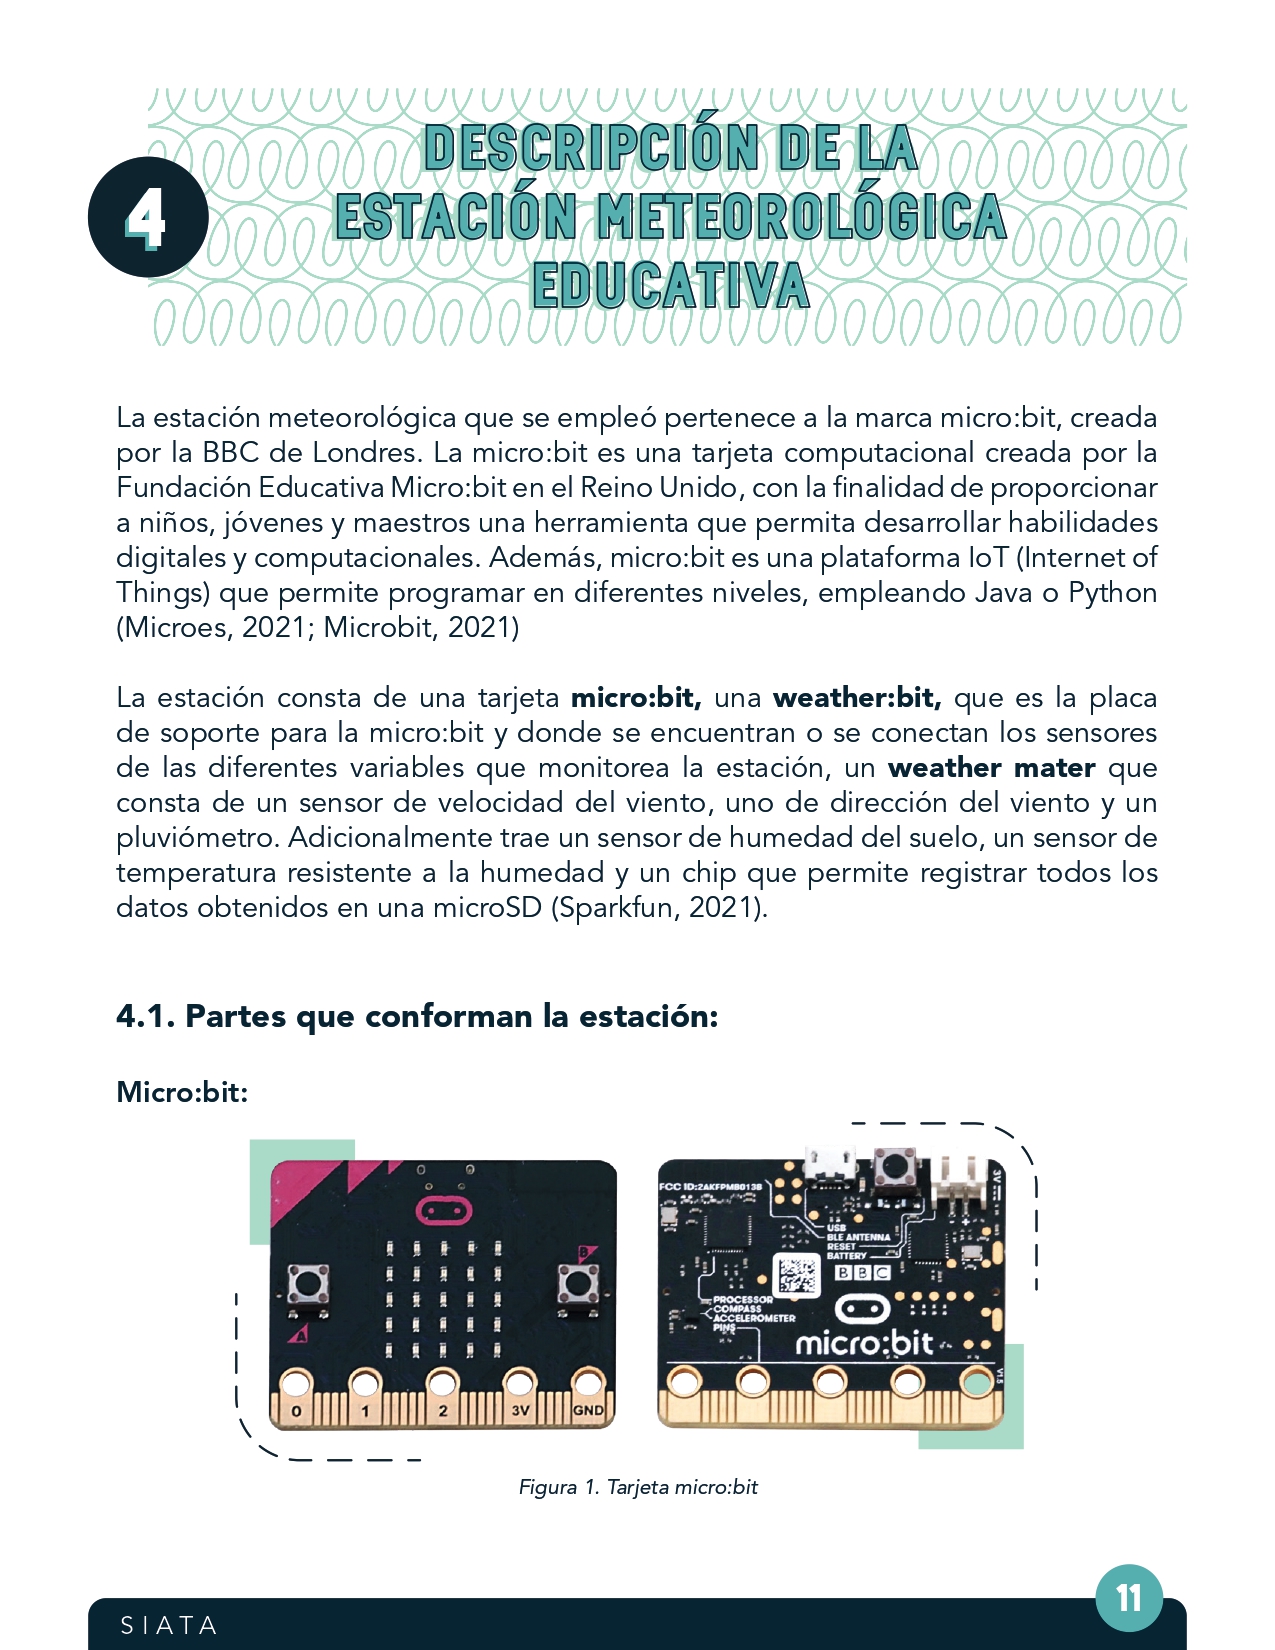 4
DESCRIPCIÓN DE LA
ESTACIÓN METEOROLÓGICA
EDUCATIVA
La estación meteorológica que se empleó pertenece a la marca micro:bit, creada
por la BBC de Londres. La micro:bit es una tarjeta computacional creada por la
Fundación Educativa Micro:bit en el Reino Unido, con la finalidad de proporcionar
a niños, jóvenes y maestros una herramienta que permita desarrollar habilidades
digitales y computacionales. Además, micro:bit es una plataforma IoT (Internet of
Things) que permite programar en diferentes niveles, empleando Java o Python
(Microes, 2021; Microbit, 2021)
La estación consta de una tarjeta micro:bit, una weather:bit, que es la placa
de soporte para la micro:bit y donde se encuentran o se conectan los sensores
de las diferentes variables que monitorea la estación, un weather mater que
consta de un sensor de velocidad del viento, uno de dirección del viento y un
pluviómetro. Adicionalmente trae un sensor de humedad del suelo, un sensor de
temperatura resistente a la humedad y un chip que permite registrar todos los
datos obtenidos en una microSD (Sparkfun, 2021).
4.1. Partes que conforman la estación:
Micro:bit:
A
B
0 1 2 3V GND
FCC ID:2AKFPMB013B
3V
USB
BLE ANTENNA
RESET
BATTERY
BBC
PROCESSOR
COMPASS
ACCELEROMETER
PINS
micro:bit
V1.5
Figura 1. Tarjeta micro:bit
SIATA
11